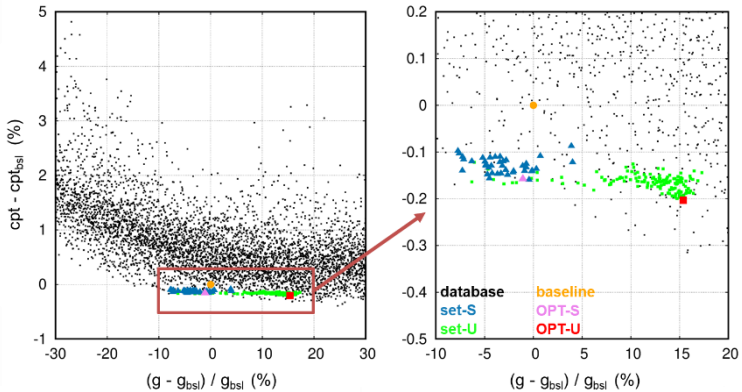 5
4
3
2
1
0
-1
cpt - cpt_bsl (%)
-30 -20 -10 0 10 20 30
(g - g_bsl) / g_bsl (%)
0.2
0.1
0
-0.1
-0.2
-0.3
-0.4
-0.5
database baseline
set-S OPT-S
set-U OPT-U
-10 -5 0 5 10 15 20
(g - g_bsl) / g_bsl (%)